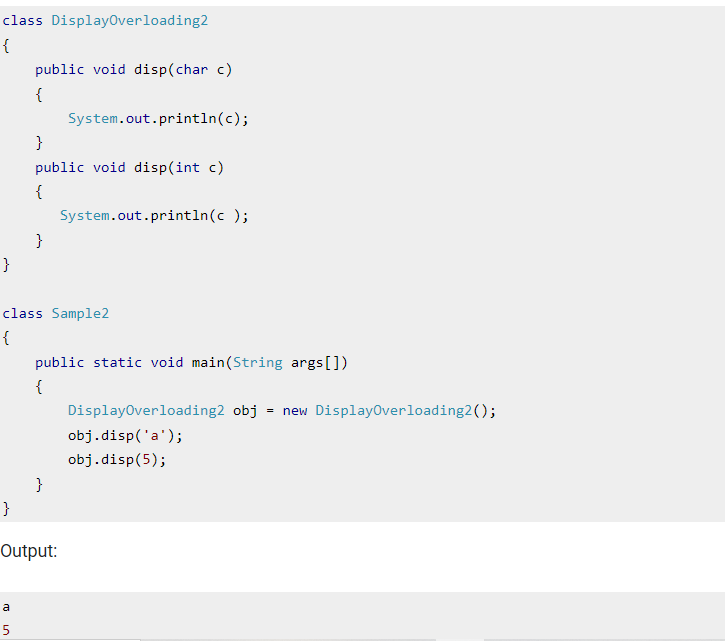 class DisplayOverloading2
{
    public void disp(char c)
    {
        System.out.println(c);
    }
    public void disp(int c)
    {
       System.out.println(c );
    }
}

class Sample2
{
    public static void main(String args[])
    {
        DisplayOverloading2 obj = new DisplayOverloading2();
        obj.disp('a');
        obj.disp(5);
    }
}
Output:
a
5